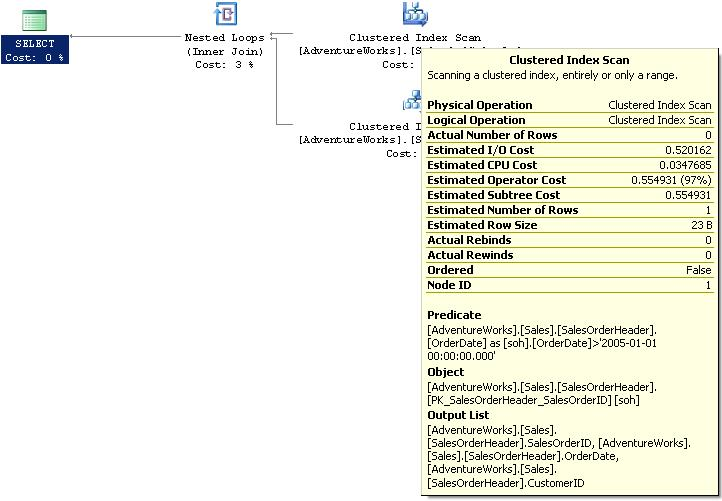 SELECT
Cost: 0 %
Nested Loops
(Inner Join)
Cost: 3 %
Clustered Index Scan
[AdventureWorks].
Cost:
Clustered
[AdventureWorks].
Cost:
Clustered Index Scan
Scanning a clustered index, entirely or only a range.
Physical Operation Clustered Index Scan
Logical Operation Clustered Index Scan
Actual Number of Rows 0
Estimated I/O Cost 0.520162
Estimated CPU Cost 0.0347685
Estimated Operator Cost 0.554931 (97%)
Estimated Subtree Cost 0.554931
Estimated Number of Rows 1
Estimated Row Size 23 B
Actual Rebinds 0
Actual Rewinds 0
Ordered False
Node ID 1
Predicate
[AdventureWorks].[Sales].[SalesOrderHeader].
[OrderDate] as [soh].[OrderDate]>'2005-01-01
00:00:00.000'
Object
[AdventureWorks].[Sales].[SalesOrderHeader].
[PK_SalesOrderHeader_SalesOrderID] [soh]
Output List
[AdventureWorks].[Sales].
[SalesOrderHeader].SalesOrderID, [AdventureWorks].
[Sales].[SalesOrderHeader].OrderDate,
[AdventureWorks].[Sales].
[SalesOrderHeader].CustomerID